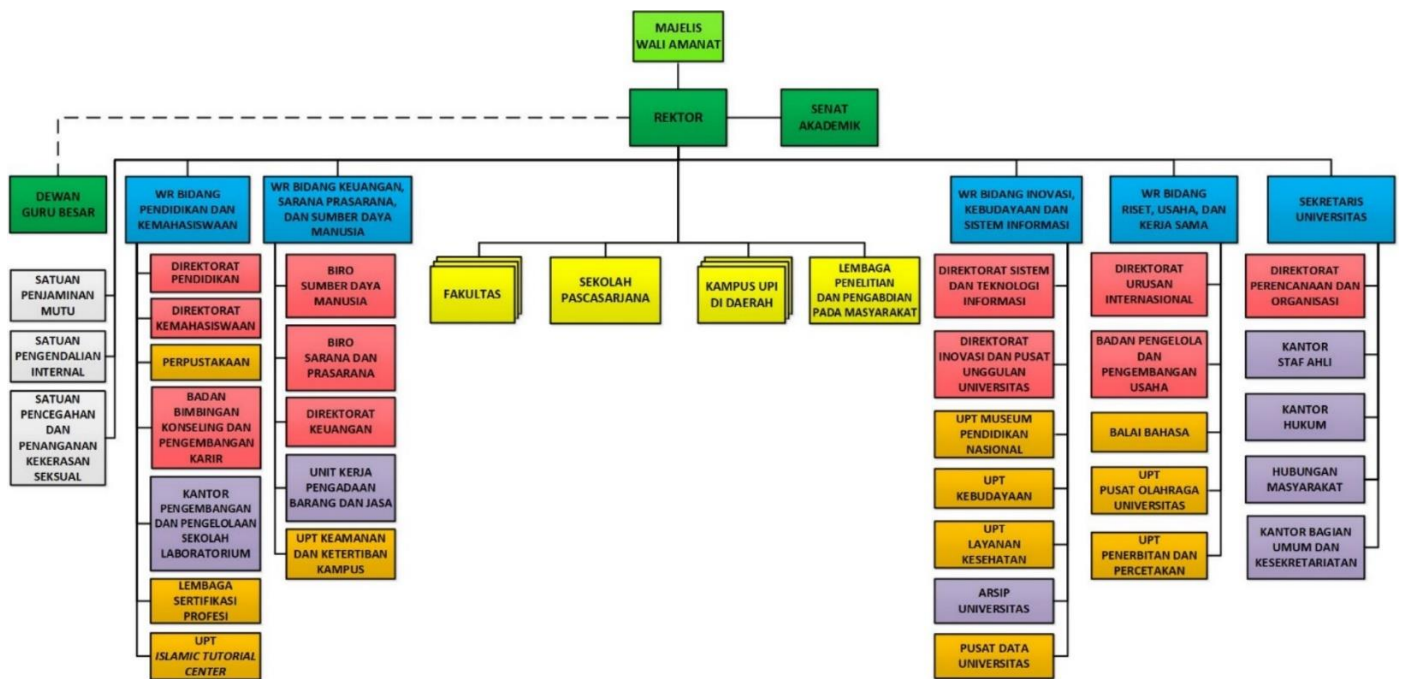 MAJELIS
WALI AMANAT
REKTOR
SENAT
AKADEMIK
DEWAN
GURU BESAR
WR BIDANG
PENDIDIKAN DAN
KEMAHASISWAAN
WR BIDANG KEUANGAN,
SARANA PRASARANA,
DAN SUMBER DAYA
MANUSIA
WR BIDANG INOVASI,
KEBUDAYAAN DAN
SISTEM INFORMASI
WR BIDANG
RISET, USAHA, DAN
KERJA SAMA
SEKRETARIS
UNIVERSITAS
SATUAN
PENJAMINAN
MUTU
SATUAN
PENGENDALIAN
INTERNAL
SATUAN
PENCEGAHAN
DAN
PENANGANAN
KEKERASAN
SEKSUAL
DIREKTORAT
PENDIDIKAN
DIREKTORAT
KEMAHASISWAAN
PERPUSTAKAAN
BADAN
BIMBINGAN
KONSELING DAN
PENGEMBANGAN
KARIR
KANTOR
PENGEMBANGAN
DAN PENGELOLAAN
SEKOLAH
LABORATORIUM
LEMBAGA
SERTIFIKASI
PROFESI
UPT
ISLAMIC TUTORIAL
CENTER
BIRO
SUMBER DAYA
MANUSIA
BIRO
SARANA DAN
PRASARANA
DIREKTORAT
KEUANGAN
UNIT KERJA
PENGADAAN
BARANG DAN JASA
UPT KEAMANAN
DAN KETERTIBAN
KAMPUS
FAKULTAS
SEKOLAH
PASCASARJANA
KAMPUS UPI
DI DAERAH
LEMBAGA
PENELITIAN
DAN PENGABDIAN
PADA MASYARAKAT
DIREKTORAT SISTEM
DAN TEKNOLOGI
INFORMASI
DIREKTORAT
INOVASI DAN PUSAT
UNGGULAN
UNIVERSITAS
UPT MUSEUM
PENDIDIKAN
NASIONAL
UPT
KEBUDAYAAN
UPT
LAYANAN
KESEHATAN
ARSIP
UNIVERSITAS
PUSAT DATA
UNIVERSITAS
DIREKTORAT
URUSAN
INTERNASIONAL
BADAN PENGELOLA
DAN
PENGEMBANGAN
USAHA
BALAI BAHASA
UPT
PUSAT OLAHRAGA
UNIVERSITAS
UPT
PENERBITAN DAN
PERCETAKAN
DIREKTORAT
PERENCANAAN DAN
ORGANISASI
KANTOR
STAF AHLI
KANTOR
HUKUM
HUBUNGAN
MASYARAKAT
KANTOR BAGIAN
UMUM DAN
KESEKRETARIATAN